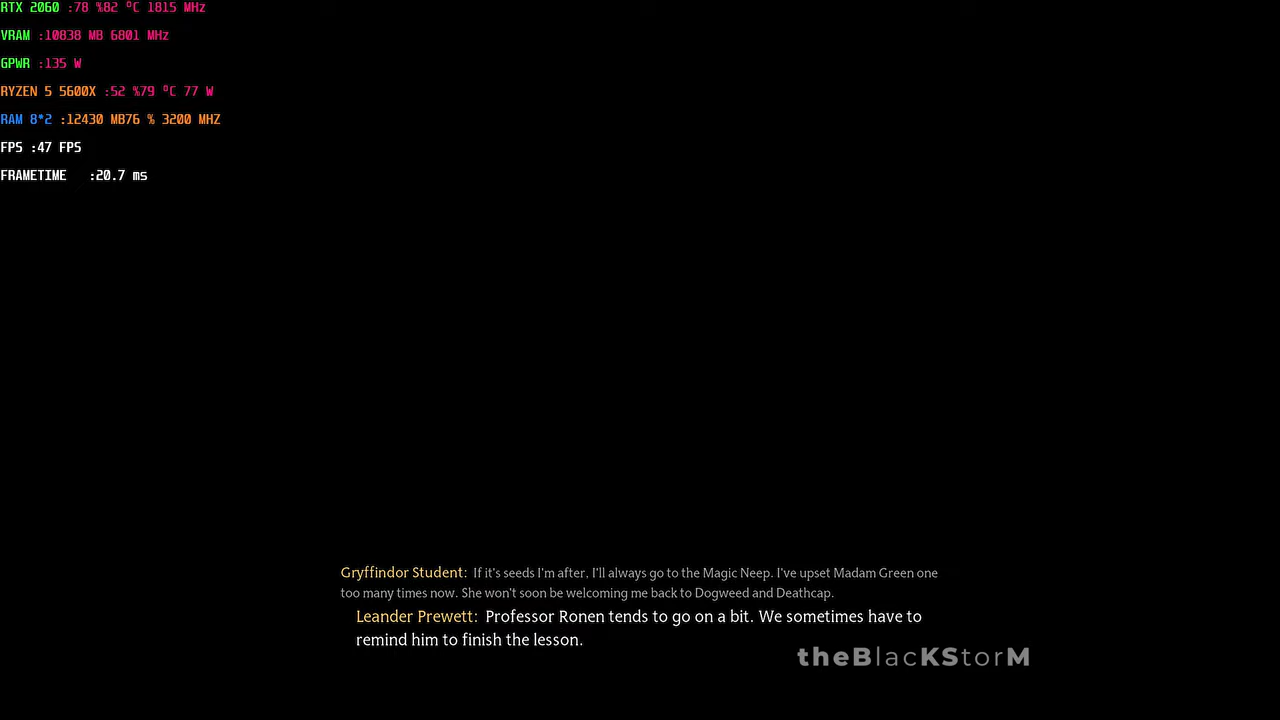 RTX 2060 :78 %82 °C 1815 MHz
VRAM :10838 MB 6801 MHz
GPWR :135 W
RYZEN 5 5600X :52 %79 °C 77 W
RAM 8*2 :12430 MB76 % 3200 MHZ
FPS :47 FPS
FRAMETIME :20.7 ms
Gryffindor Student: If it's seeds I'm after, I'll always go to the Magic Neep. I've upset Madam Green one
too many times now. She won't soon be welcoming me back to Dogweed and Deathcap.
Leander Prewett: Professor Ronen tends to go on a bit. We sometimes have to
remind him to finish the lesson.
theBlacKStorM